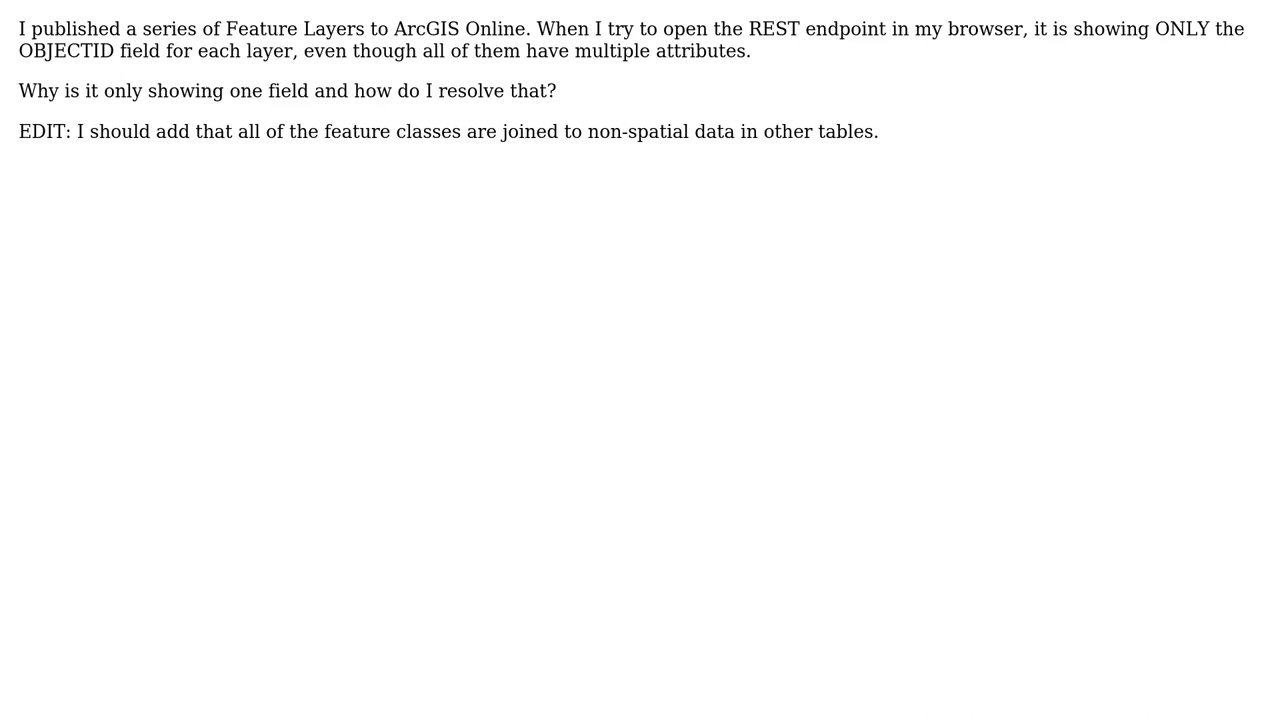 I published a series of Feature Layers to ArcGIS Online. When I try to open the REST endpoint in my browser, it is showing ONLY the
OBJECTID field for each layer, even though all of them have multiple attributes.
Why is it only showing one field and how do I resolve that?
EDIT: I should add that all of the feature classes are joined to non-spatial data in other tables.